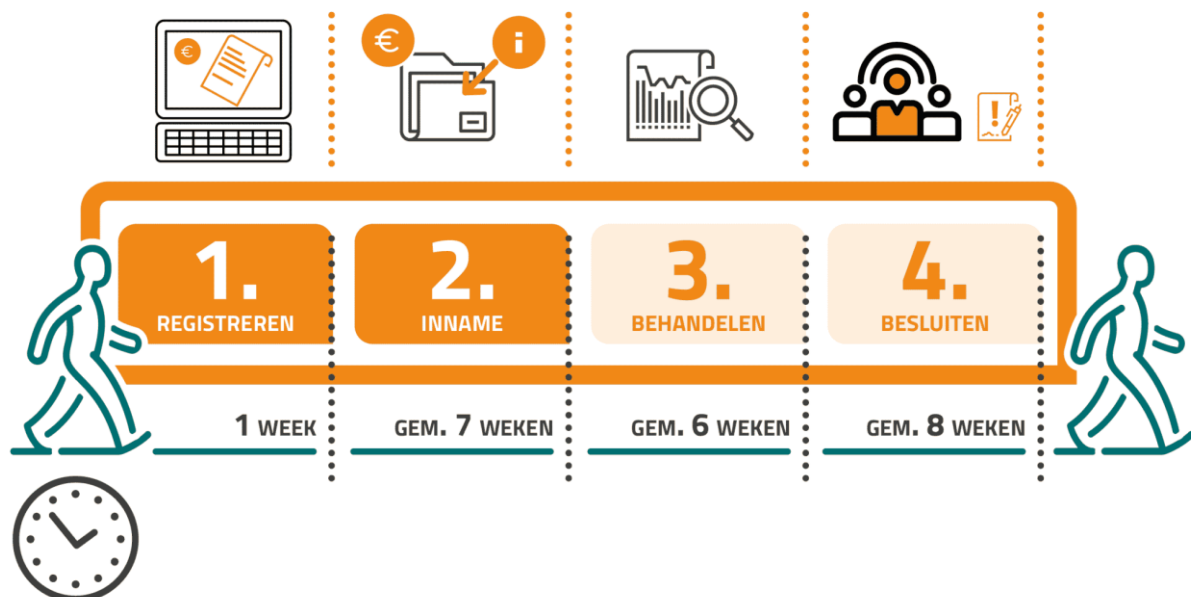 €
€
i
!
1.
REGISTREREN
2.
INNAME
3.
BEHANDELEN
4.
BESLUITEN
1 WEEK
GEM. 7 WEKEN
GEM. 6 WEKEN
GEM. 8 WEKEN